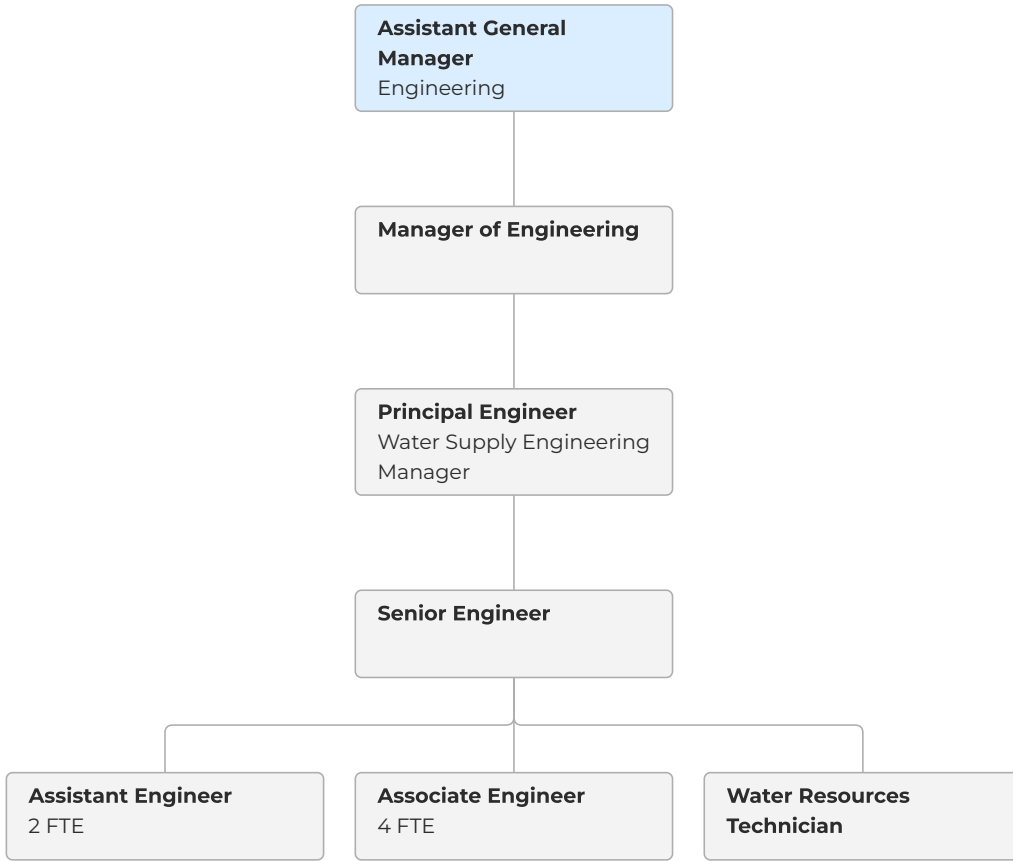 Assistant General
Manager
Engineering
Manager of Engineering
Principal Engineer
Water Supply Engineering
Manager
Senior Engineer
Assistant Engineer
2 FTE
Associate Engineer
4 FTE
Water Resources
Technician